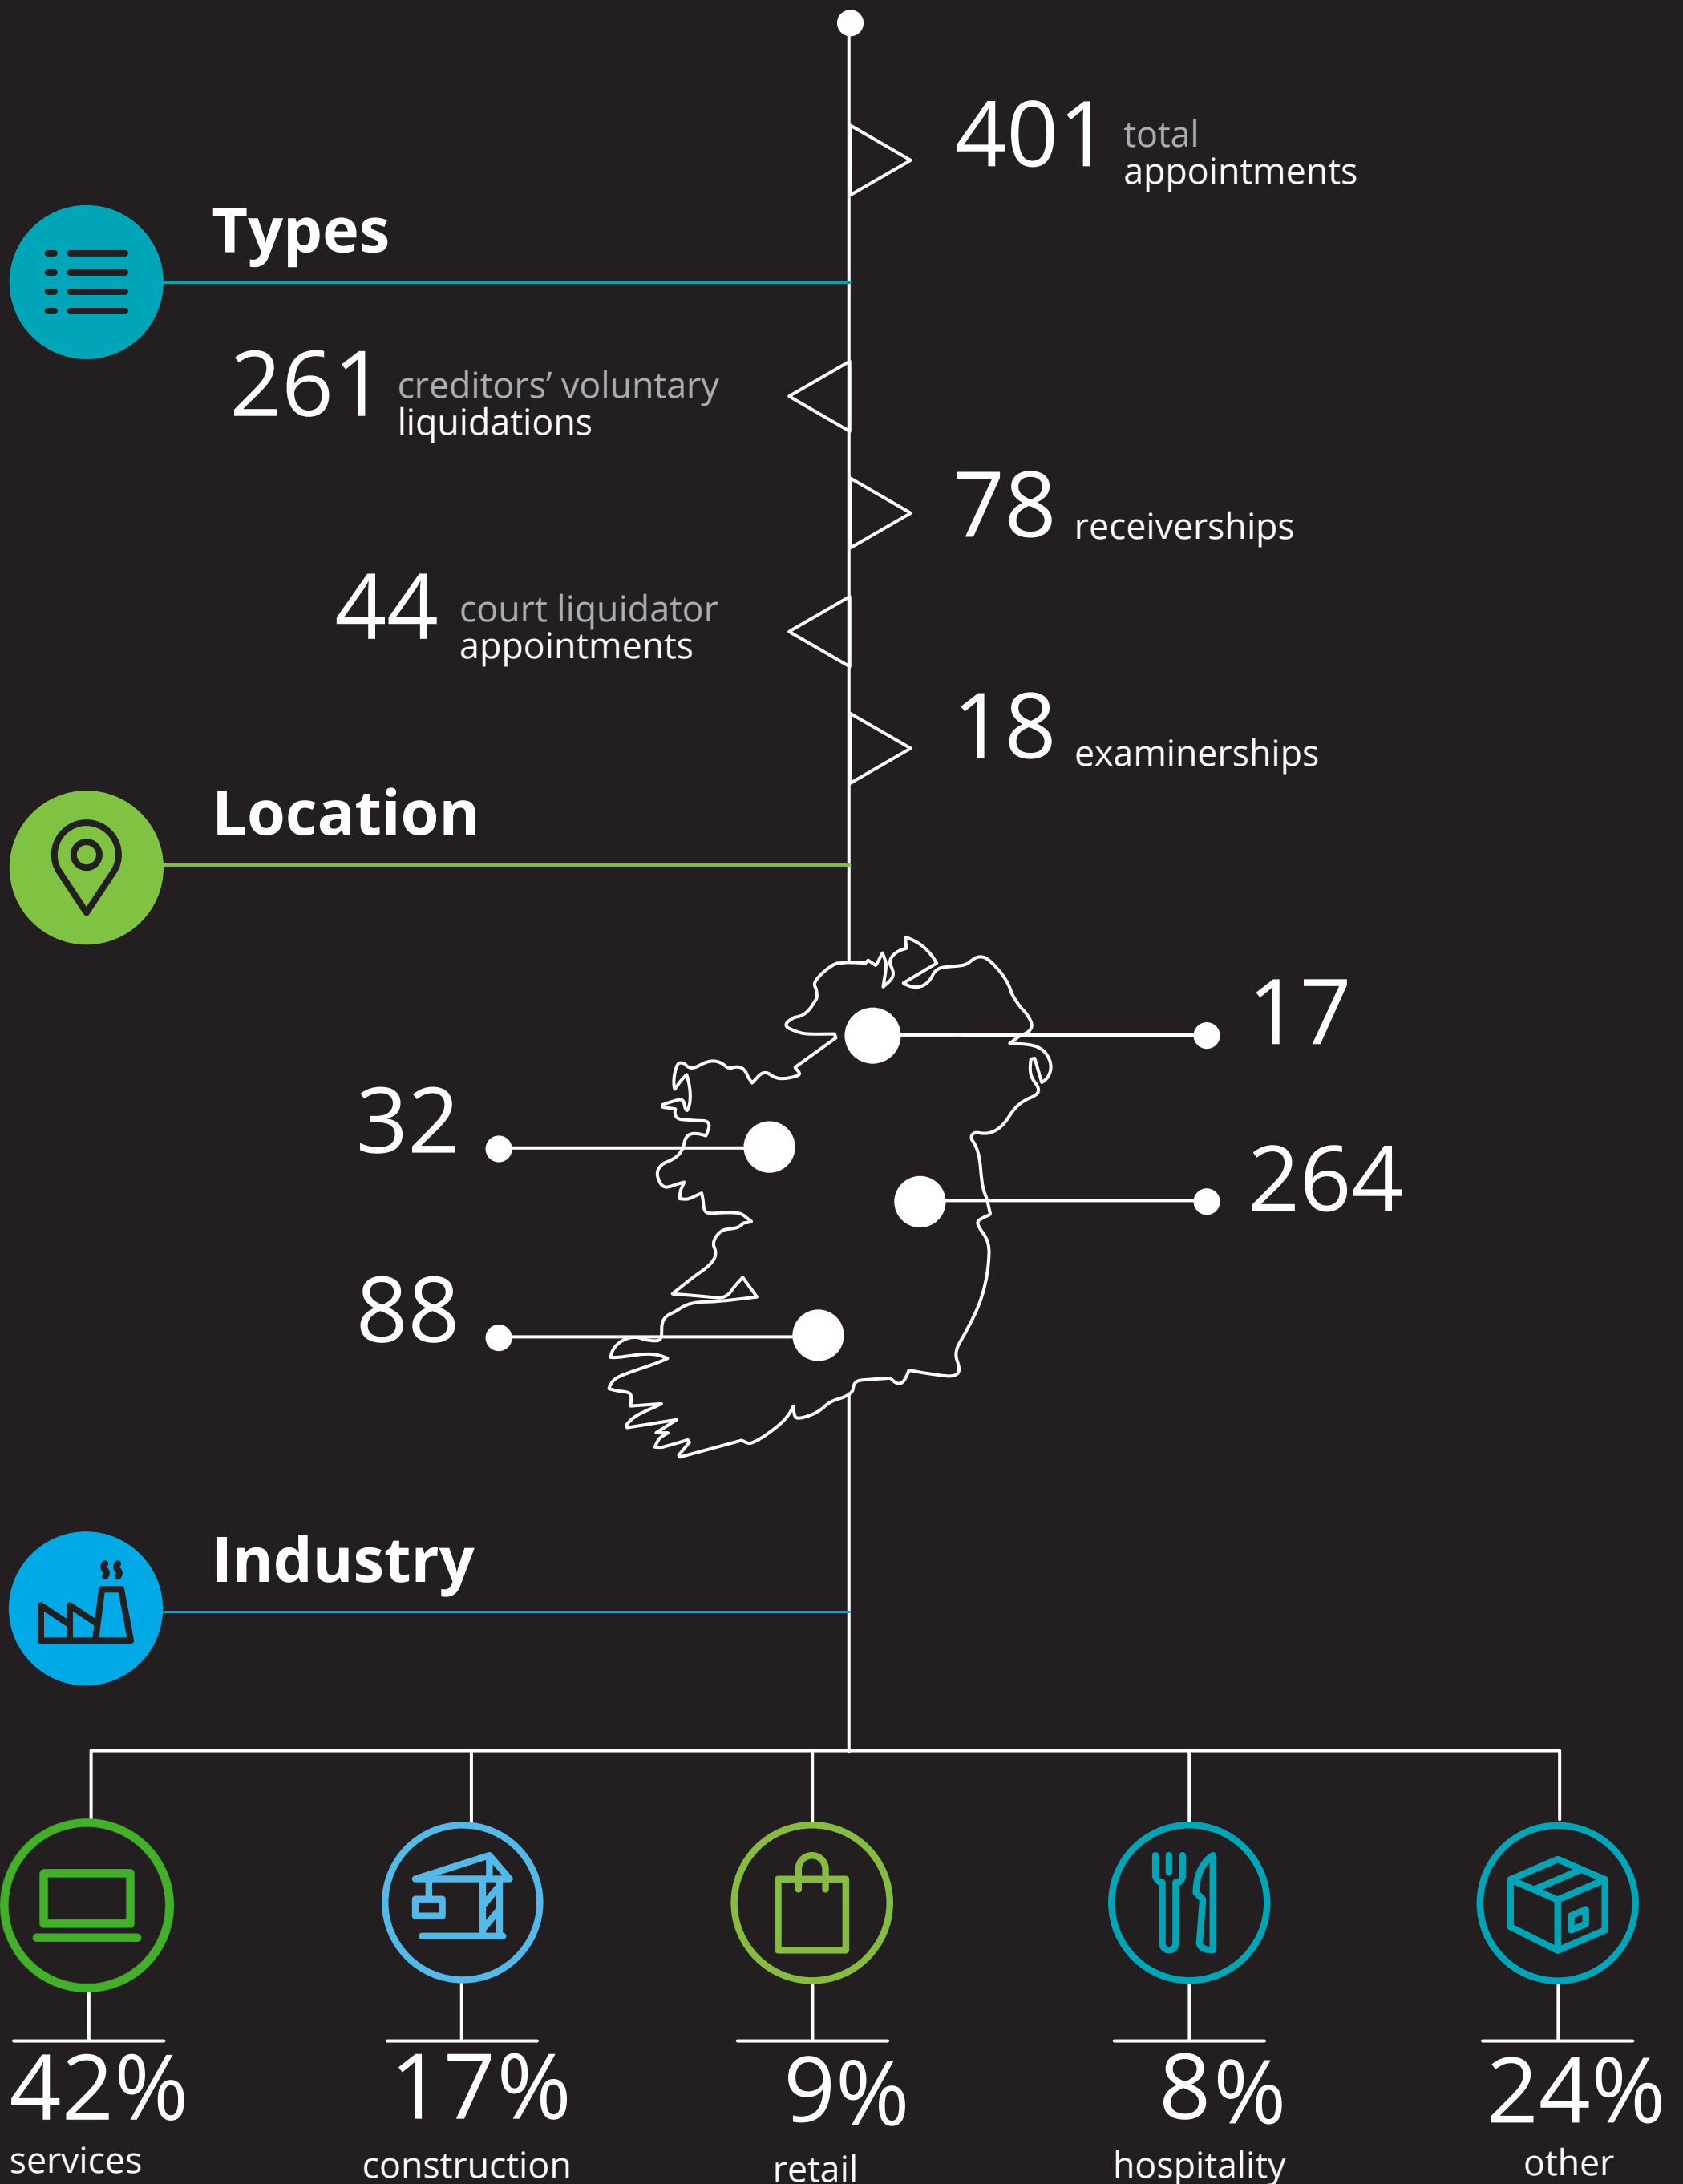 401 total
appointments
Types
261 creditors’ voluntary
liquidations
78 receiverships
44 court liquidator
appointments
18 examinerships
Location
17
32
264
88
Industry
42%
services
17%
construction
9%
retail
8%
hospitality
24%
other